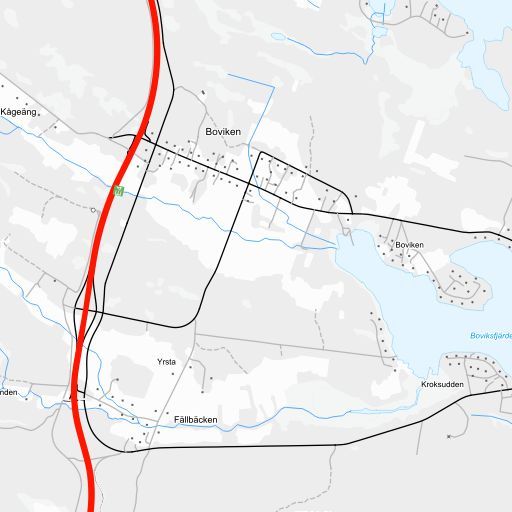 Kågeäng
Boviken
Boviken
Boviksfjärde
Yrsta
Kroksudden
nden
Fällbäcken